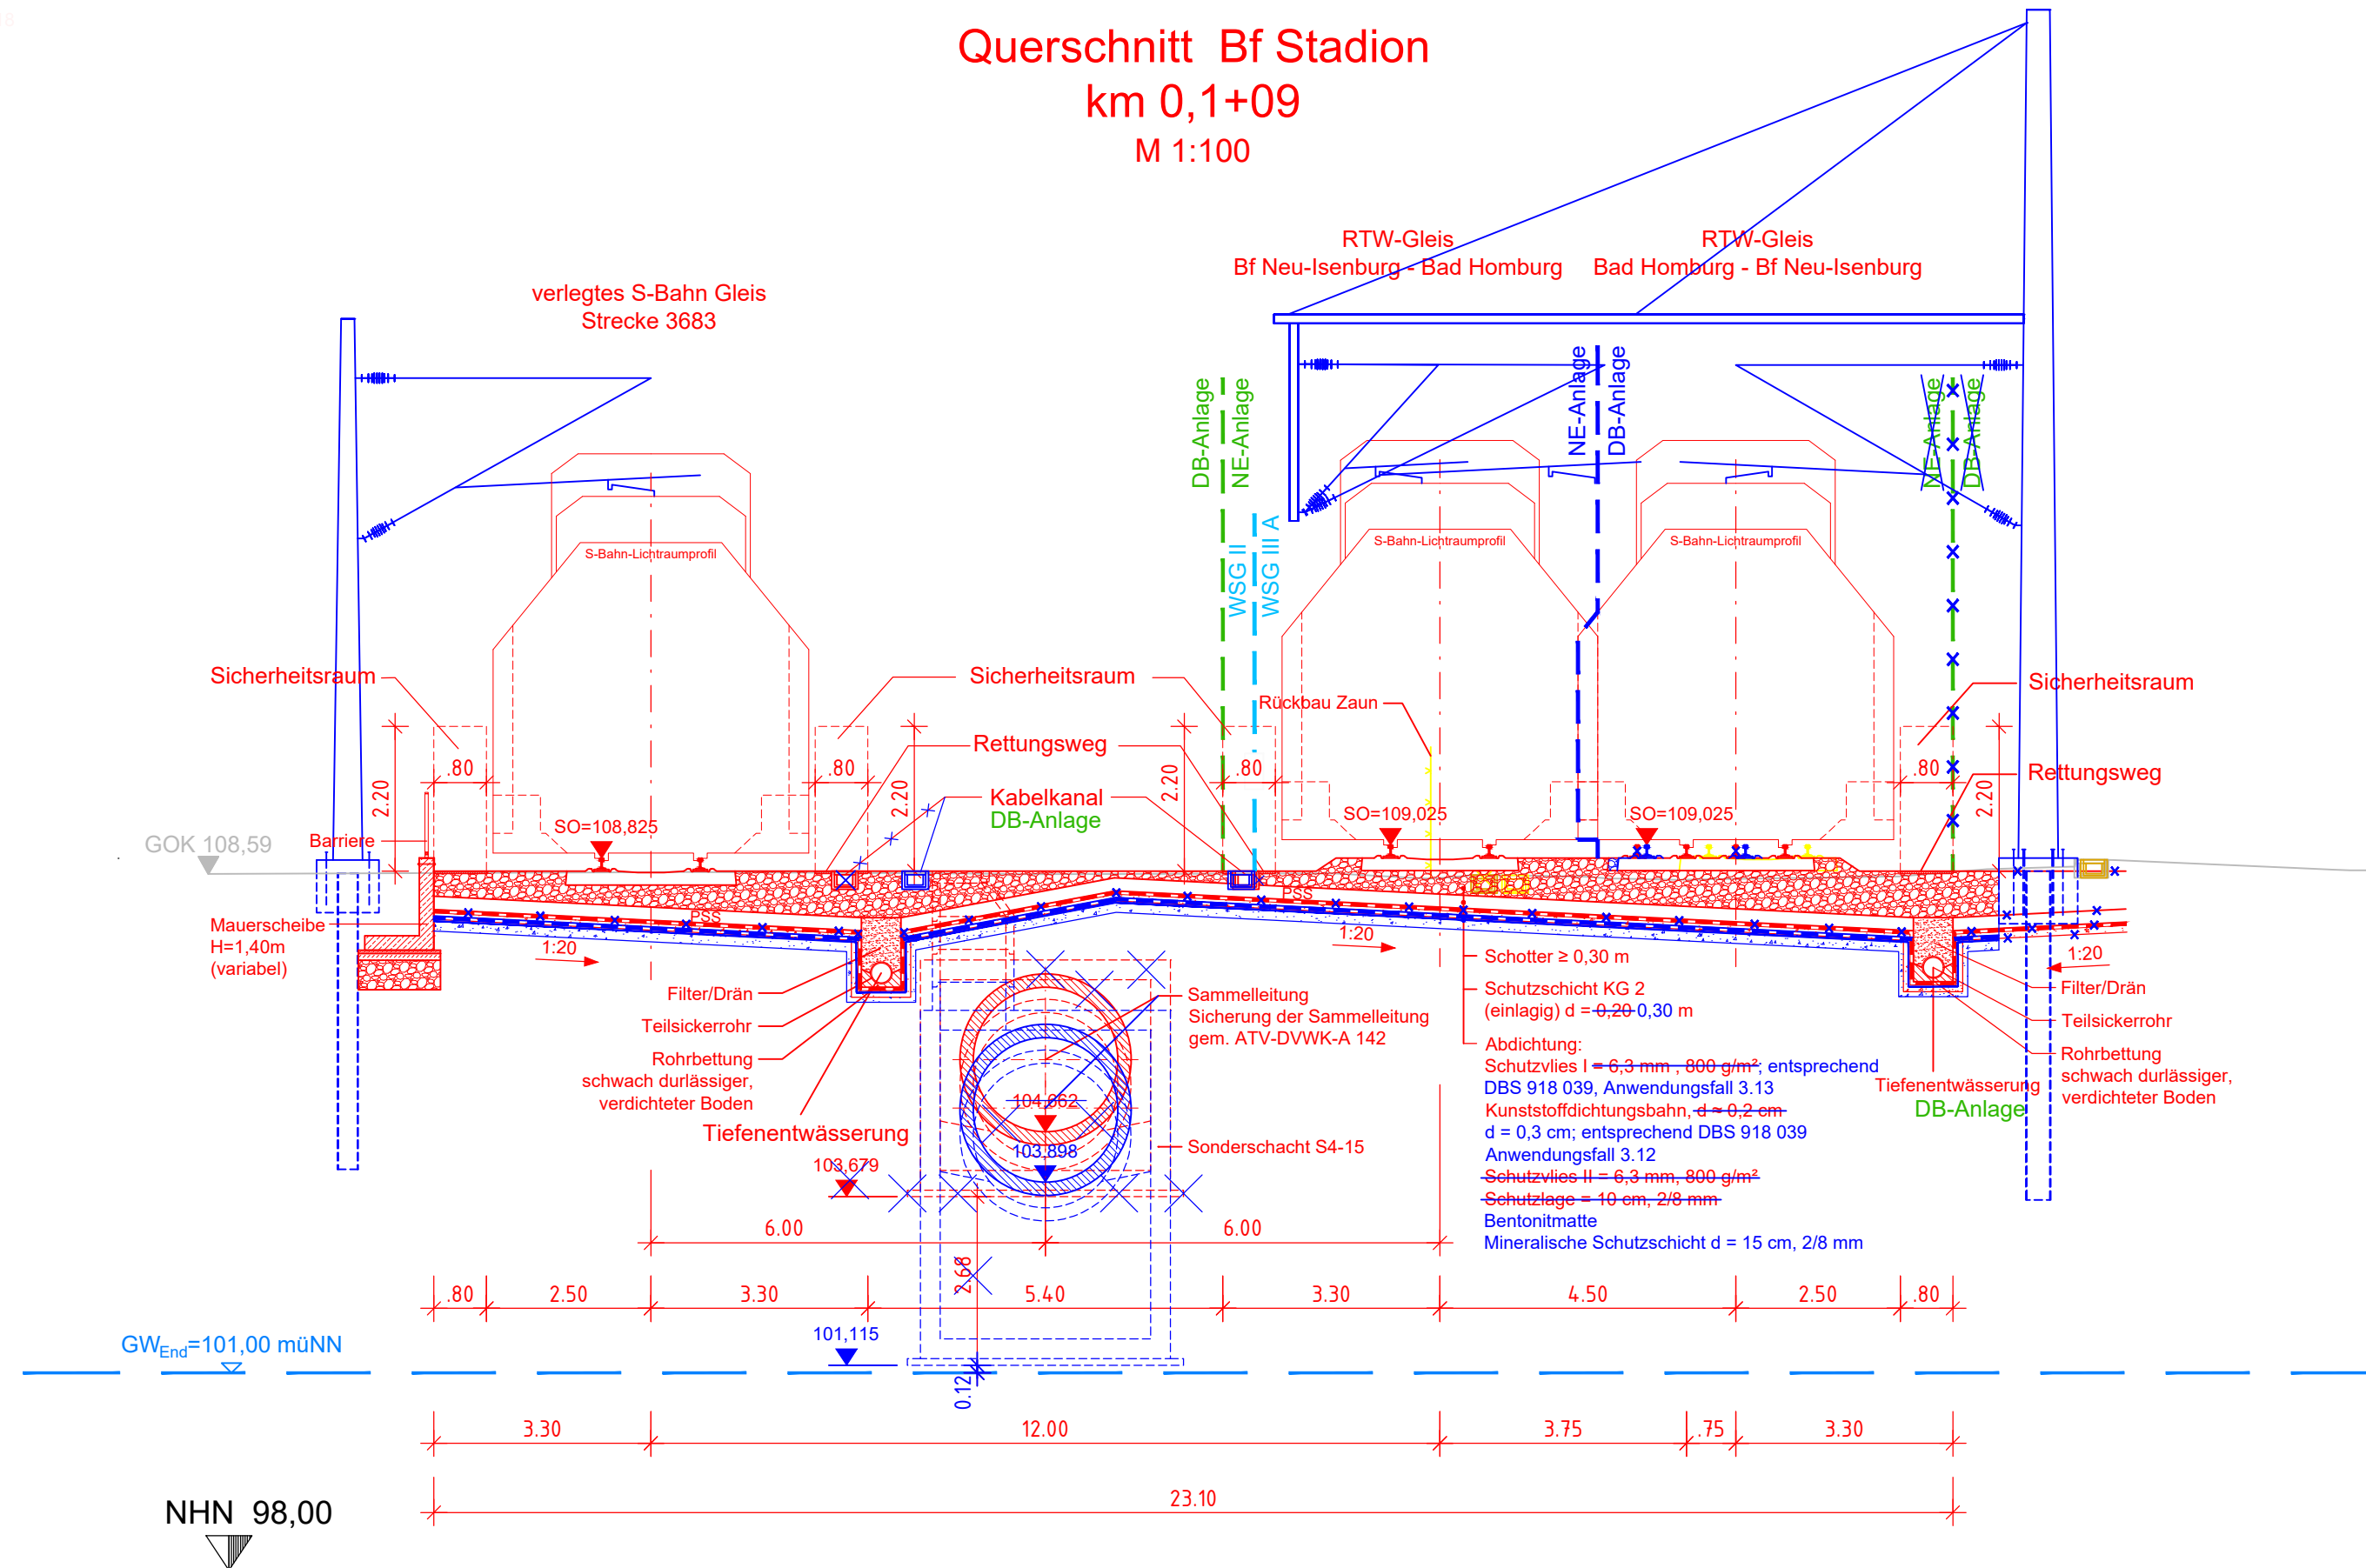 Querschnitt Bf Stadion
km 0,1+09
M 1:100
RTW-Gleis
Bf Neu-Isenburg - Bad Homburg
RTW-Gleis
Bad Homburg - Bf Neu-Isenburg
verlegtes S-Bahn Gleis
Strecke 3683
DB-Anlage
NE-Anlage
NE-Anlage
DB-Anlage
NE-Anlage
DB-Anlage
WSG II
WSG III A
S-Bahn-Lichtraumprofil
S-Bahn-Lichtraumprofil
S-Bahn-Lichtraumprofil
Sicherheitsraum
Sicherheitsraum
Sicherheitsraum
Rückbau Zaun
Rettungsweg
Rettungsweg
.80
.80
.80
.80
2.20
2.20
2.20
2.20
Kabelkanal
DB-Anlage
SO=108,825
SO=109,025
SO=109,025
GOK 108,59
Barriere
Mauerscheibe
H=1,40m
(variabel)
PSS
PSS
1:20
1:20
1:20
Filter/Drän
Teilsickerrohr
Rohrbettung
schwach durlässiger,
verdichteter Boden
Tiefenentwässerung
Sammelleitung
Sicherung der Sammelleitung
gem. ATV-DVWK-A 142
Sonderschacht S4-15
104,662
103,898
103,679
Schotter ≥ 0,30 m
Schutzschicht KG 2
(einlagig) d = 0,20 0,30 m
Abdichtung:
Schutzvlies I = 6,3 mm , 800 g/m²; entsprechend
DBS 918 039, Anwendungsfall 3.13
Kunststoffdichtungsbahn, d ≈ 0,2 cm
d = 0,3 cm; entsprechend DBS 918 039
Anwendungsfall 3.12
Schutzvlies II = 6,3 mm, 800 g/m²
Schutzlage = 10 cm, 2/8 mm
Bentonitmatte
Mineralische Schutzschicht d = 15 cm, 2/8 mm
Filter/Drän
Teilsickerrohr
Rohrbettung
schwach durlässiger,
verdichteter Boden
Tiefenentwässerung
DB-Anlage
6.00
6.00
2.68
.80
2.50
3.30
5.40
3.30
4.50
2.50
.80
101,115
0.12
GWEnd=101,00 müNN
3.30
12.00
3.75
.75
3.30
23.10
NHN 98,00